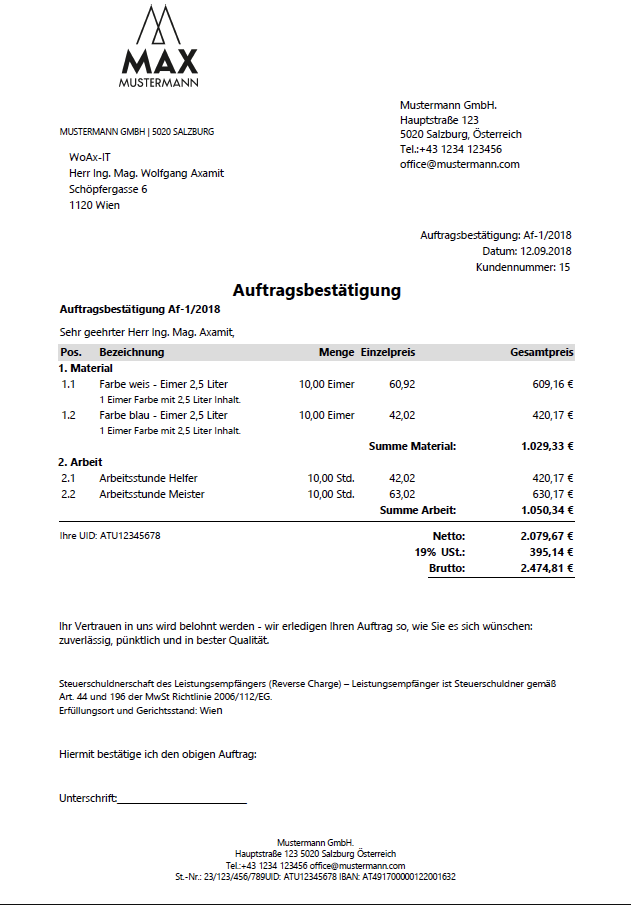 MAX
MUSTERMANN
Mustermann GmbH.
Hauptstraße 123
5020 Salzburg, Österreich
Tel.:+43 1234 123456
office@mustermann.com
MUSTERMANN GMBH | 5020 SALZBURG
WoAx-IT
Herr Ing. Mag. Wolfgang Axamit
Schöpfergasse 6
1120 Wien
Auftragsbestätigung: Af-1/2018
Datum: 12.09.2018
Kundennummer: 15
Auftragsbestätigung
Auftragsbestätigung Af-1/2018
Sehr geehrter Herr Ing. Mag. Axamit,
Pos. Bezeichnung Menge Einzelpreis Gesamtpreis
1. Material
1.1 Farbe weis - Eimer 2,5 Liter 10,00 Eimer 60,92 609,16 €
1 Eimer Farbe mit 2,5 Liter Inhalt.
1.2 Farbe blau - Eimer 2,5 Liter 10,00 Eimer 42,02 420,17 €
1 Eimer Farbe mit 2,5 Liter Inhalt.
Summe Material: 1.029,33 €
2. Arbeit
2.1 Arbeitsstunde Helfer 10,00 Std. 42,02 420,17 €
2.2 Arbeitsstunde Meister 10,00 Std. 63,02 630,17 €
Summe Arbeit: 1.050,34 €
Ihre UID: ATU12345678 Netto: 2.079,67 €
19% USt.: 395,14 €
Brutto: 2.474,81 €
Ihr Vertrauen in uns wird belohnt werden - wir erledigen Ihren Auftrag so, wie Sie es sich wünschen:
zuverlässig, pünktlich und in bester Qualität.
Steuerschuldnerschaft des Leistungsempfängers (Reverse Charge) – Leistungsempfänger ist Steuerschuldner gemäß
Art. 44 und 196 der MwSt Richtlinie 2006/112/EG.
Erfüllungsort und Gerichtsstand: Wien
Hiermit bestätige ich den obigen Auftrag:
Unterschrift:______________________
Mustermann GmbH.
Hauptstraße 123 5020 Salzburg Österreich
Tel.:+43 1234 123456 office@mustermann.com
St.-Nr.: 23/123/456/789UID: ATU12345678 IBAN: AT491700000122001632